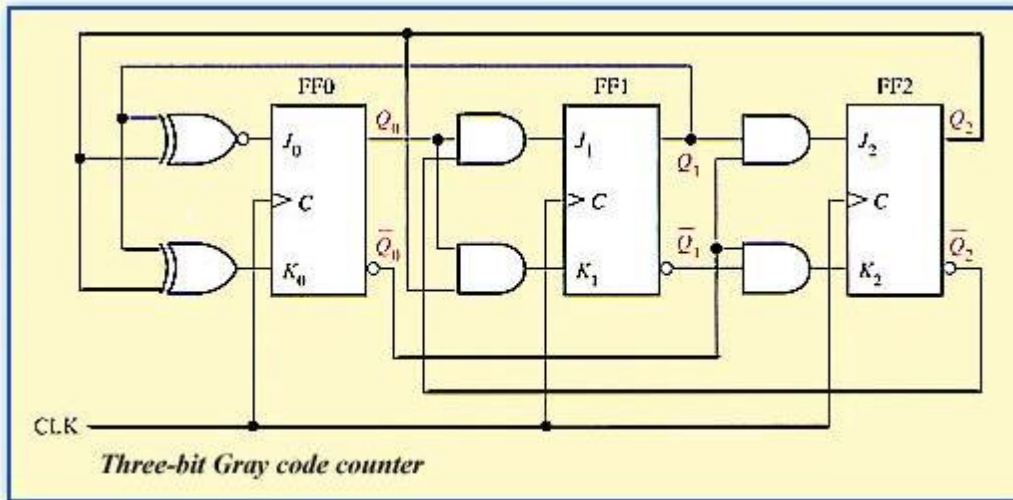 FF0 FF1 FF2
Q₀ Q₂
J₀ J₁ J₂
Q₁
C C C
Q̅₀ Q̅₁ Q̅₂
K₀ K₁ K₂
CLK
Three-bit Gray code counter